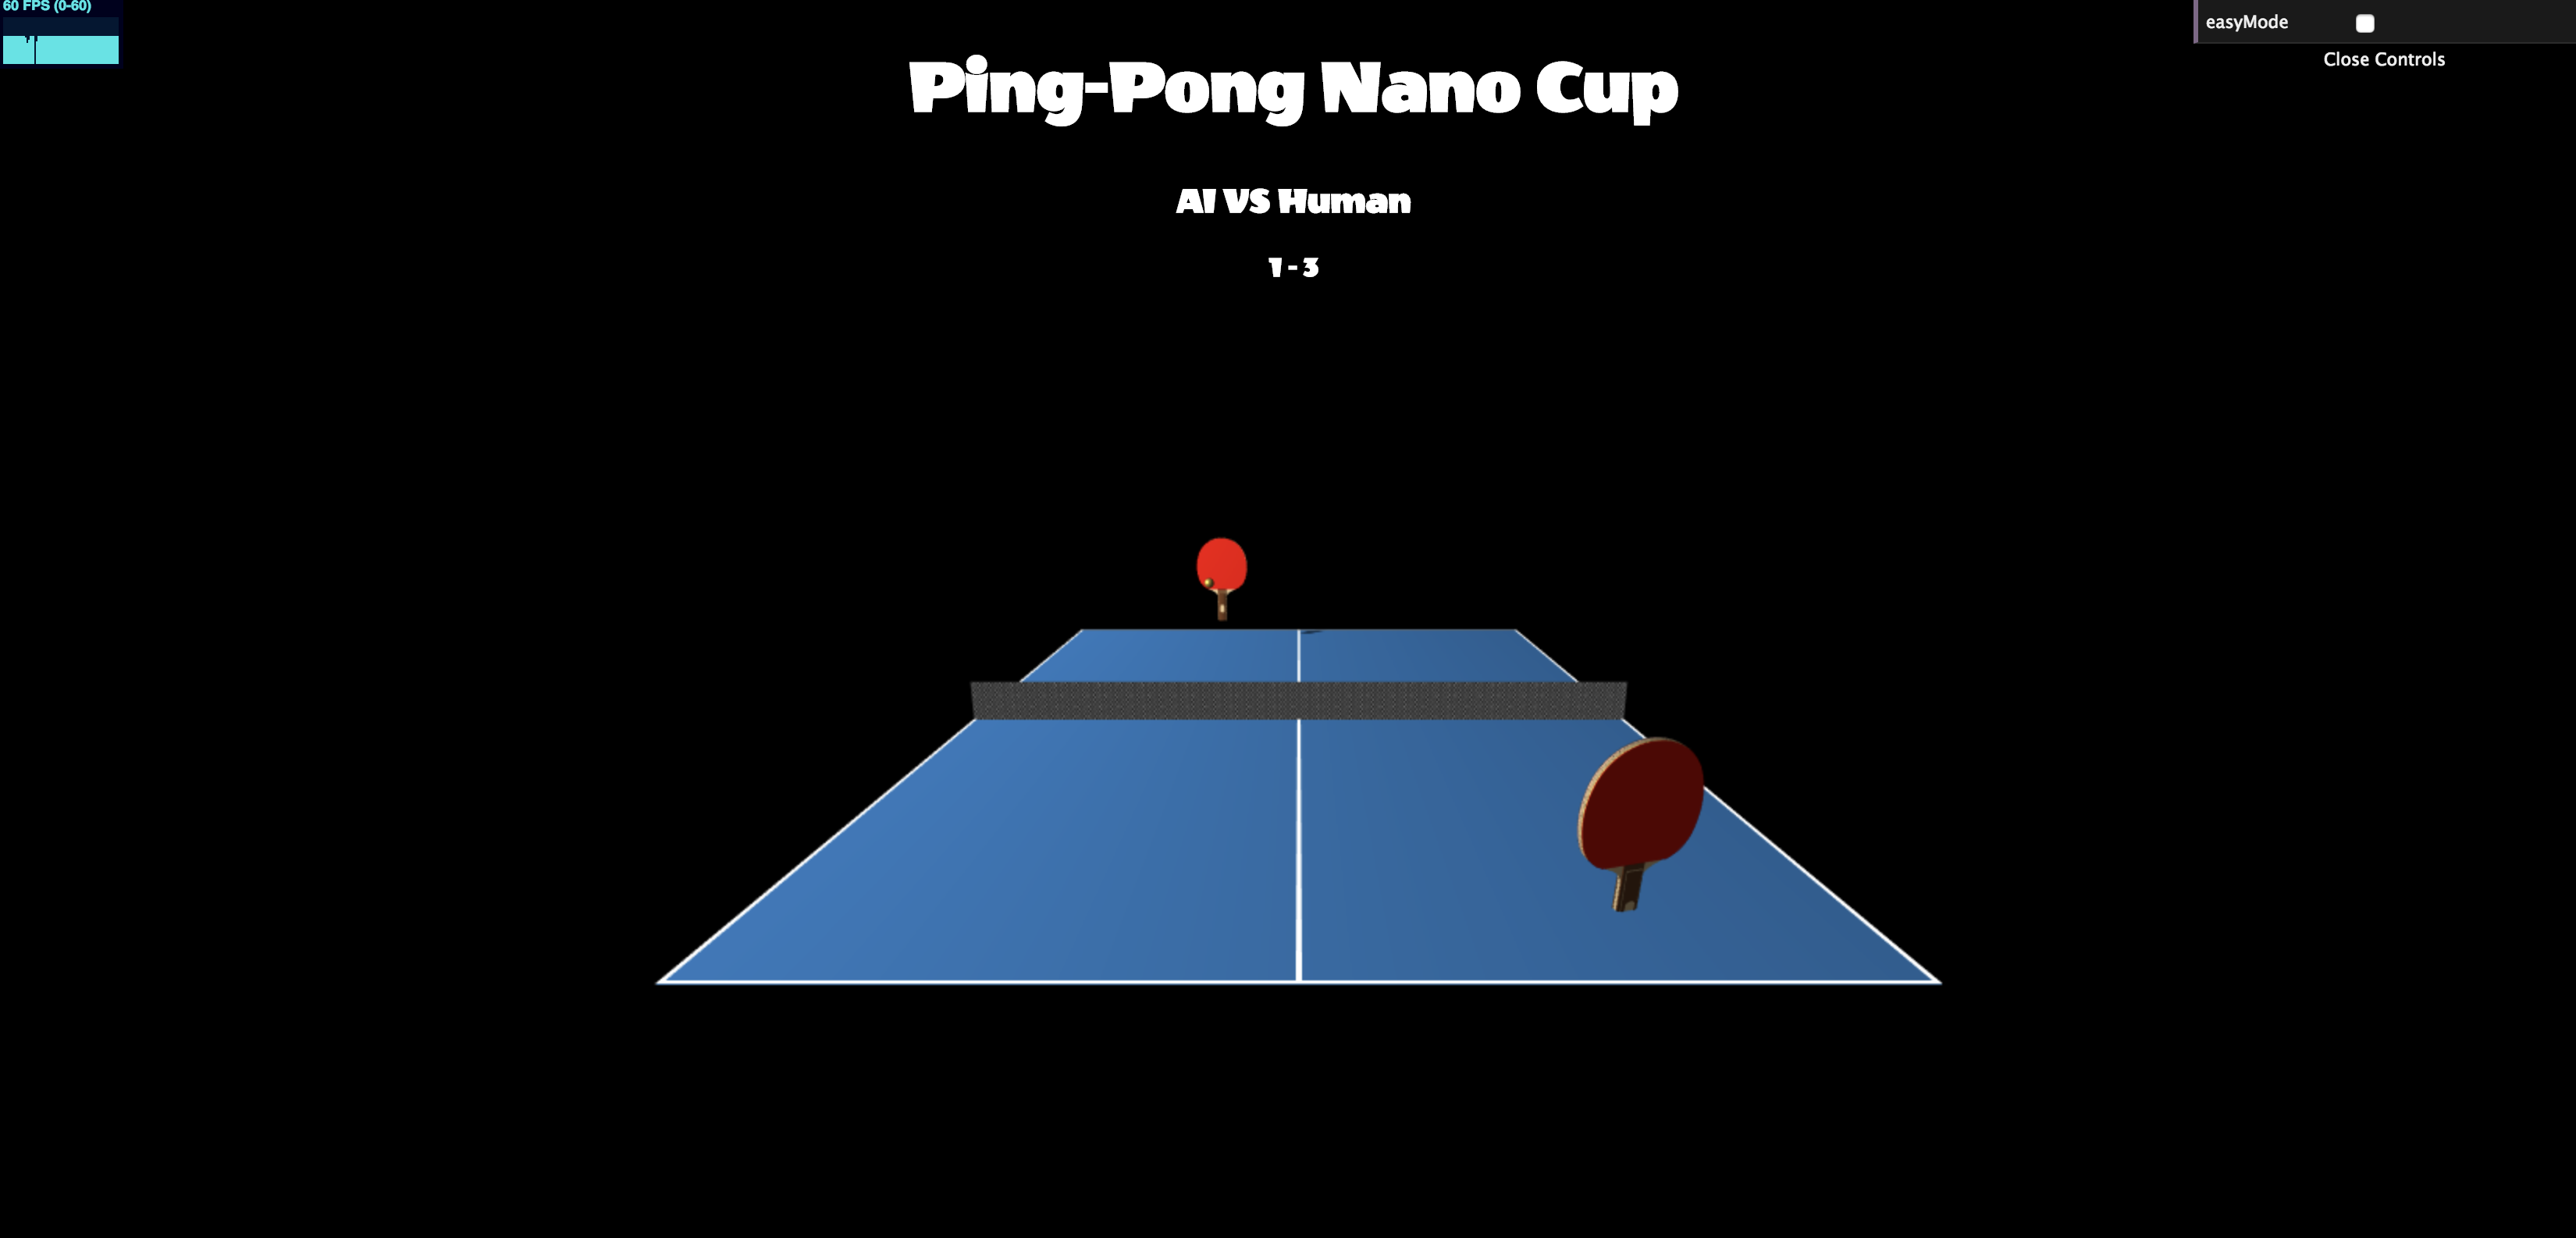 60 FPS (0-60)
easyMode
Close Controls
Ping-Pong Nano Cup
AI VS Human
1 - 3